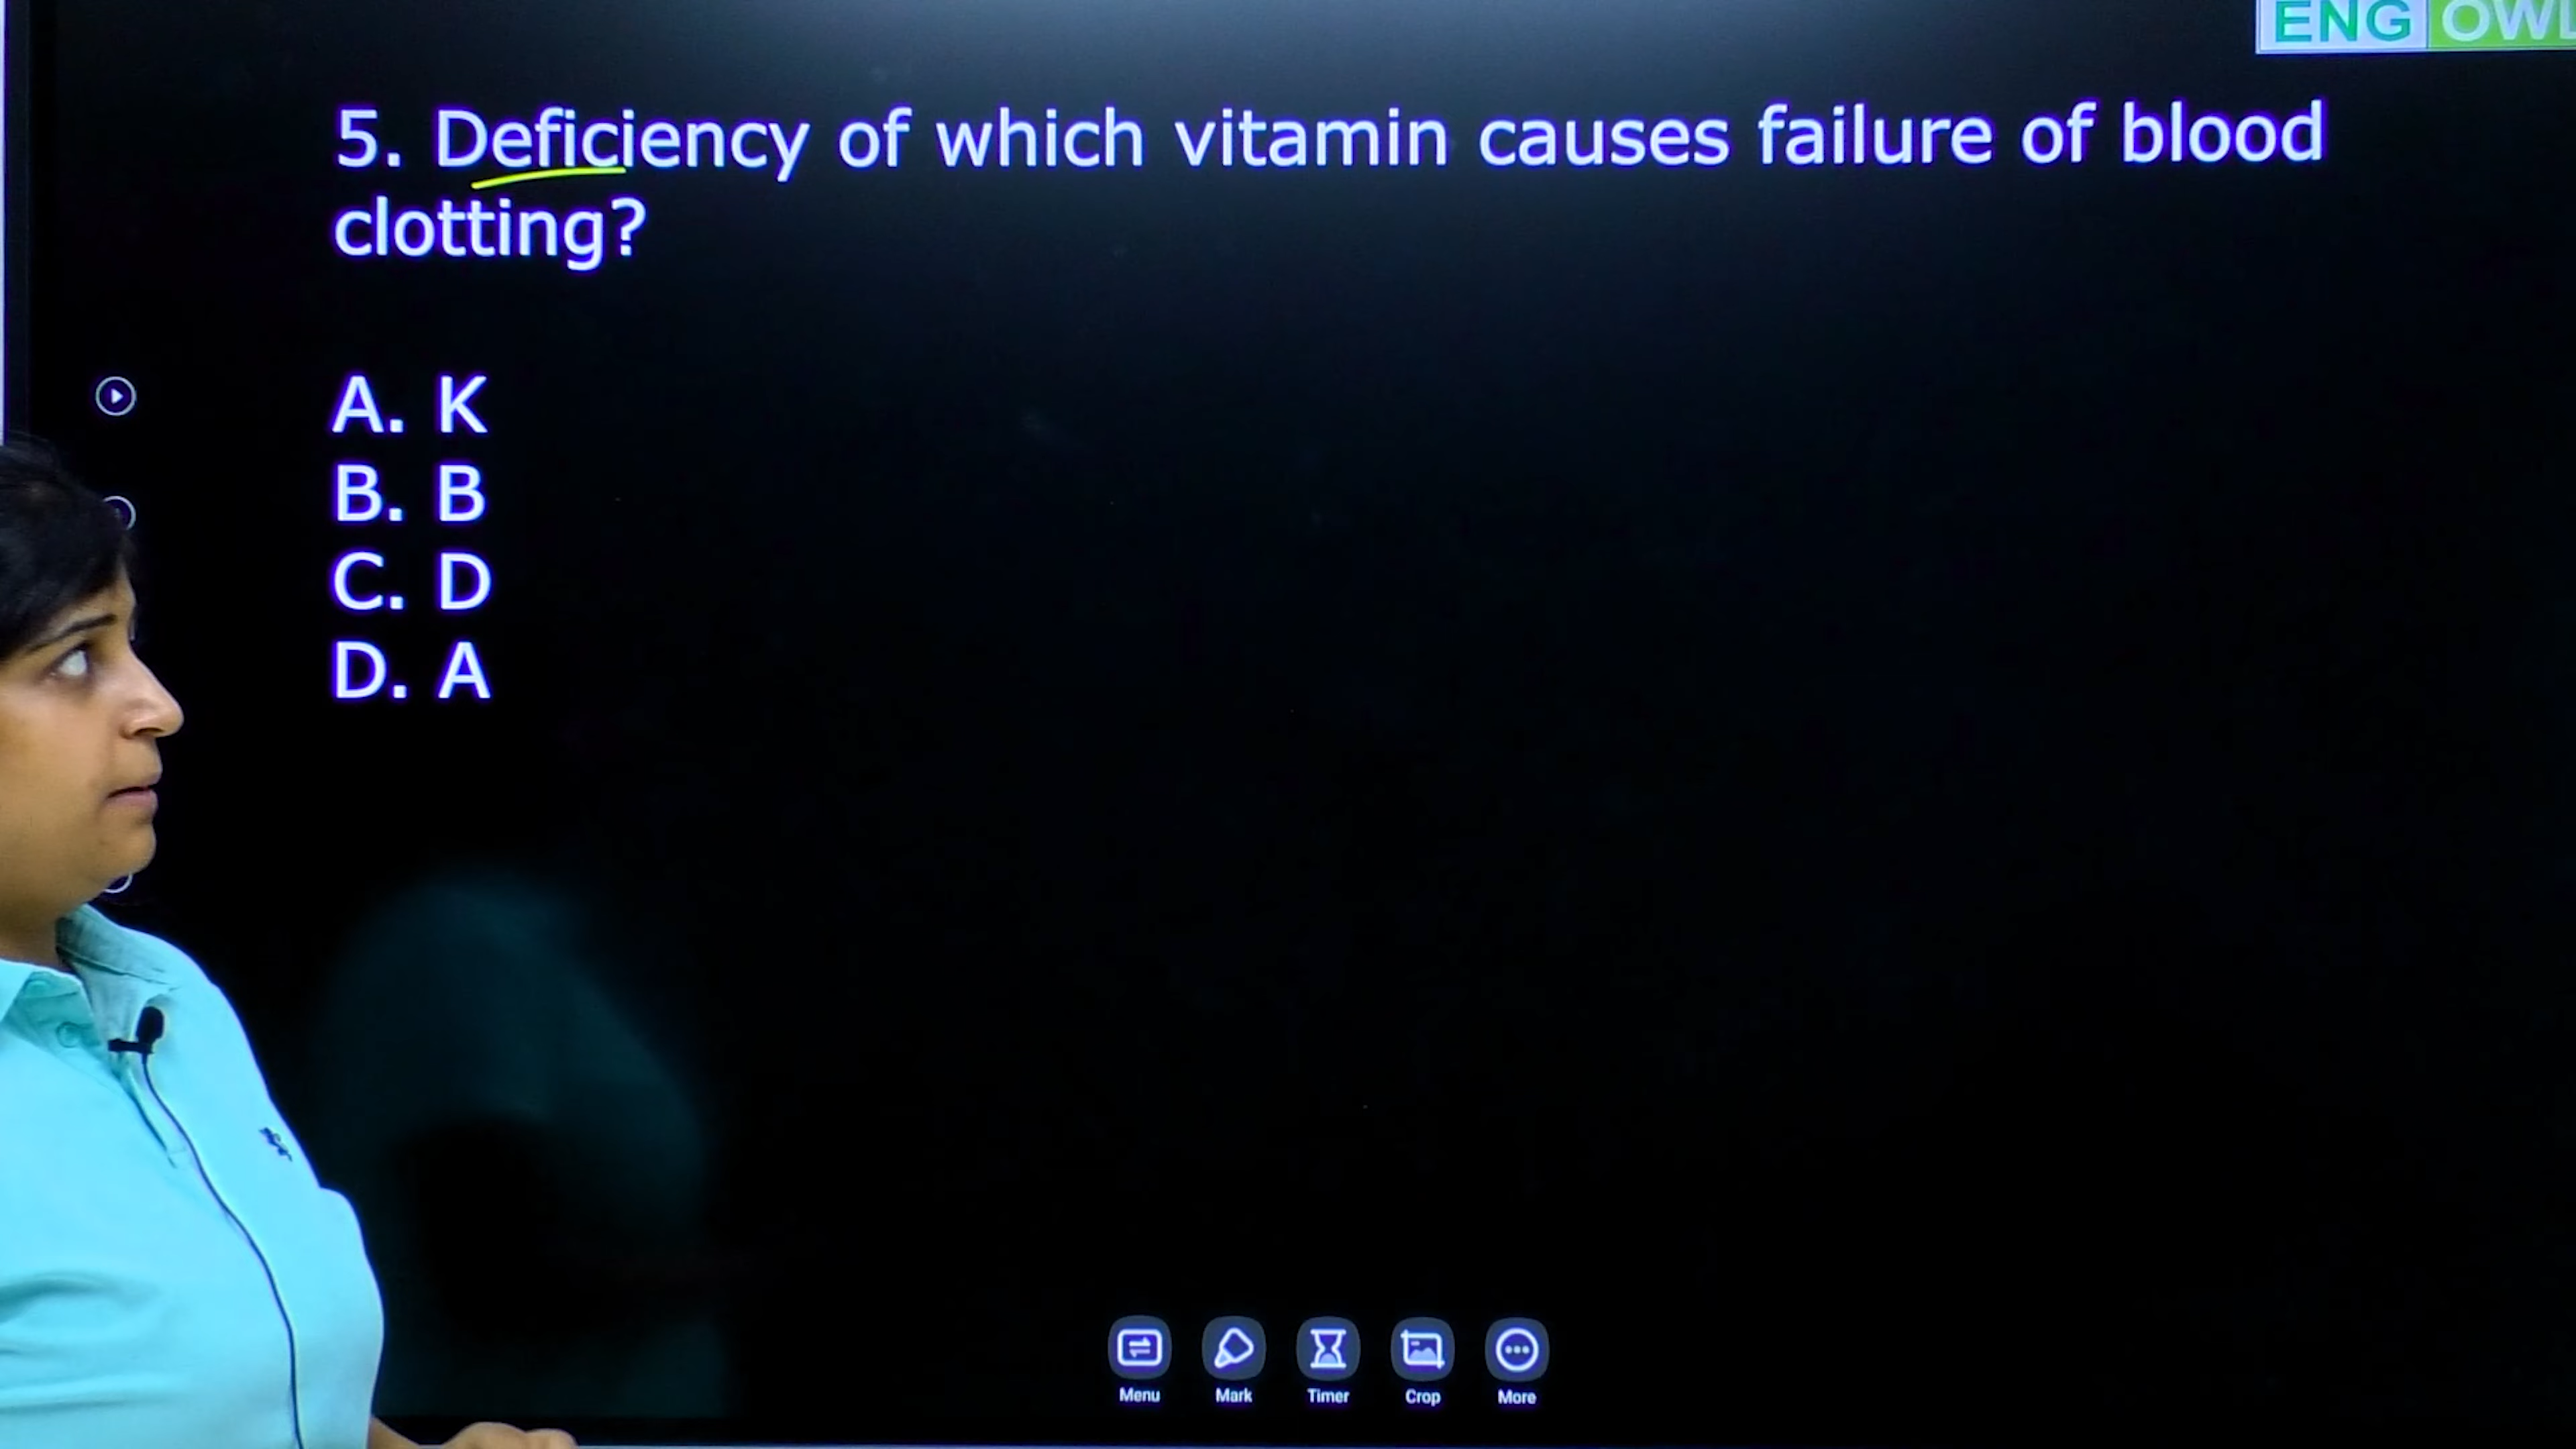 ENG OWL
5. Deficiency of which vitamin causes failure of blood
clotting?
A. K
B. B
C. D
D. A
Menu Mark Timer Crop More